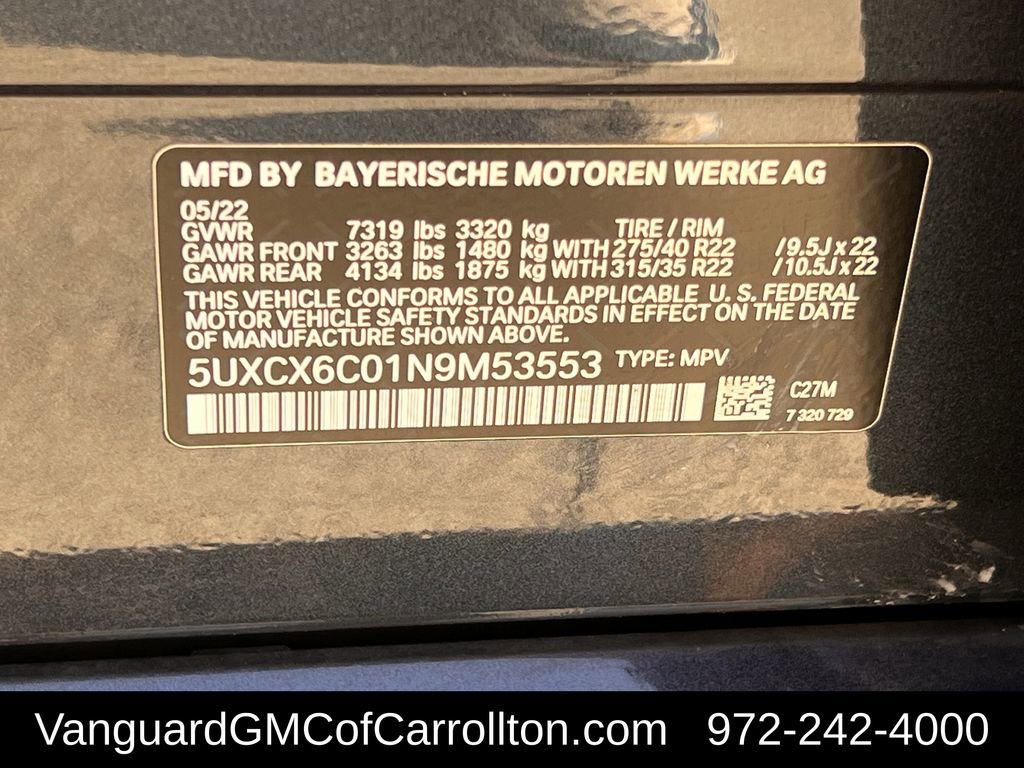 MFD BY BAYERISCHE MOTOREN WERKE AG
05/22
GVWR 7319 lbs 3320 kg TIRE / RIM
GAWR FRONT 3263 lbs 1480 kg WITH 275/40 R22 /9.5J x 22
GAWR REAR 4134 lbs 1875 kg WITH 315/35 R22 /10.5J x 22
THIS VEHICLE CONFORMS TO ALL APPLICABLE U. S. FEDERAL
MOTOR VEHICLE SAFETY STANDARDS IN EFFECT ON THE DATE
OF MANUFACTURE SHOWN ABOVE.
5UXCX6C01N9M53553 TYPE: MPV
C27M
7 320 729
VanguardGMCofCarrollton.com 972-242-4000